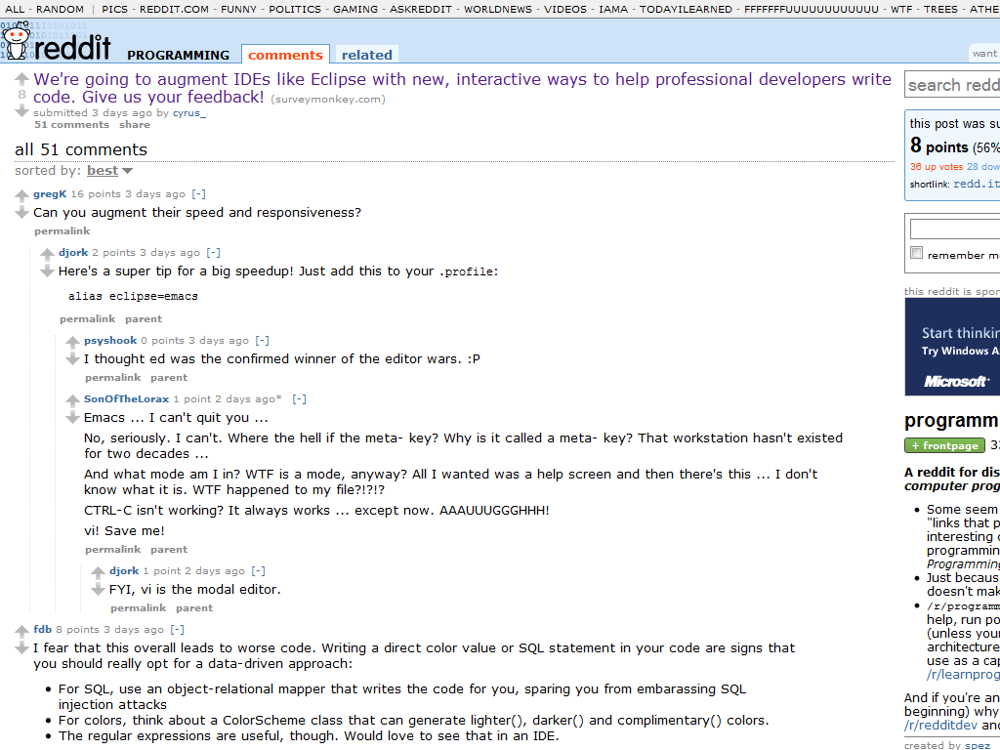 ALL - RANDOM | PICS - REDDIT.COM - FUNNY - POLITICS - GAMING - ASKREDDIT - WORLDNEWS - VIDEOS - IAMA - TODAYILEARNED - FFFFFFFUUUUUUUUUUUU - WTF - TREES - ATHE
reddit PROGRAMMING comments related
want
We're going to augment IDEs like Eclipse with new, interactive ways to help professional developers write
code. Give us your feedback! (surveymonkey.com)
8
submitted 3 days ago by cyrus_
51 comments share
all 51 comments
sorted by: best
gregK 16 points 3 days ago [-]
Can you augment their speed and responsiveness?
permalink
djork 2 points 3 days ago [-]
Here's a super tip for a big speedup! Just add this to your .profile:
alias eclipse=emacs
permalink parent
psyshook 0 points 3 days ago [-]
I thought ed was the confirmed winner of the editor wars. :P
permalink parent
SonOfTheLorax 1 point 2 days ago* [-]
Emacs ... I can't quit you ...
No, seriously. I can't. Where the hell if the meta- key? Why is it called a meta- key? That workstation hasn't existed
for two decades ...
And what mode am I in? WTF is a mode, anyway? All I wanted was a help screen and then there's this ... I don't
know what it is. WTF happened to my file?!?!?
CTRL-C isn't working? It always works ... except now. AAAUUUGGGHHH!
vi! Save me!
permalink parent
djork 1 point 2 days ago [-]
FYI, vi is the modal editor.
permalink parent
fdb 8 points 3 days ago [-]
I fear that this overall leads to worse code. Writing a direct color value or SQL statement in your code are signs that
you should really opt for a data-driven approach:
• For SQL, use an object-relational mapper that writes the code for you, sparing you from embarassing SQL
injection attacks
• For colors, think about a ColorScheme class that can generate lighter(), darker() and complimentary() colors.
• The regular expressions are useful, though. Would love to see that in an IDE.
search redd
this post was su
8 points (56%
36 up votes 28 dow
shortlink: redd.it
remember me
this reddit is spon
Start thinkin
Try Windows A
Microsoft
programm
+ frontpage 33
A reddit for dis
computer prog
• Some seem
"links that p
interesting o
programmin
Programming
• Just becaus
doesn't mak
• /r/programm
help, run po
(unless your
architecture
use as a cap
/r/learnprog
And if you're an
beginning) why
/r/redditdev and
created by spez